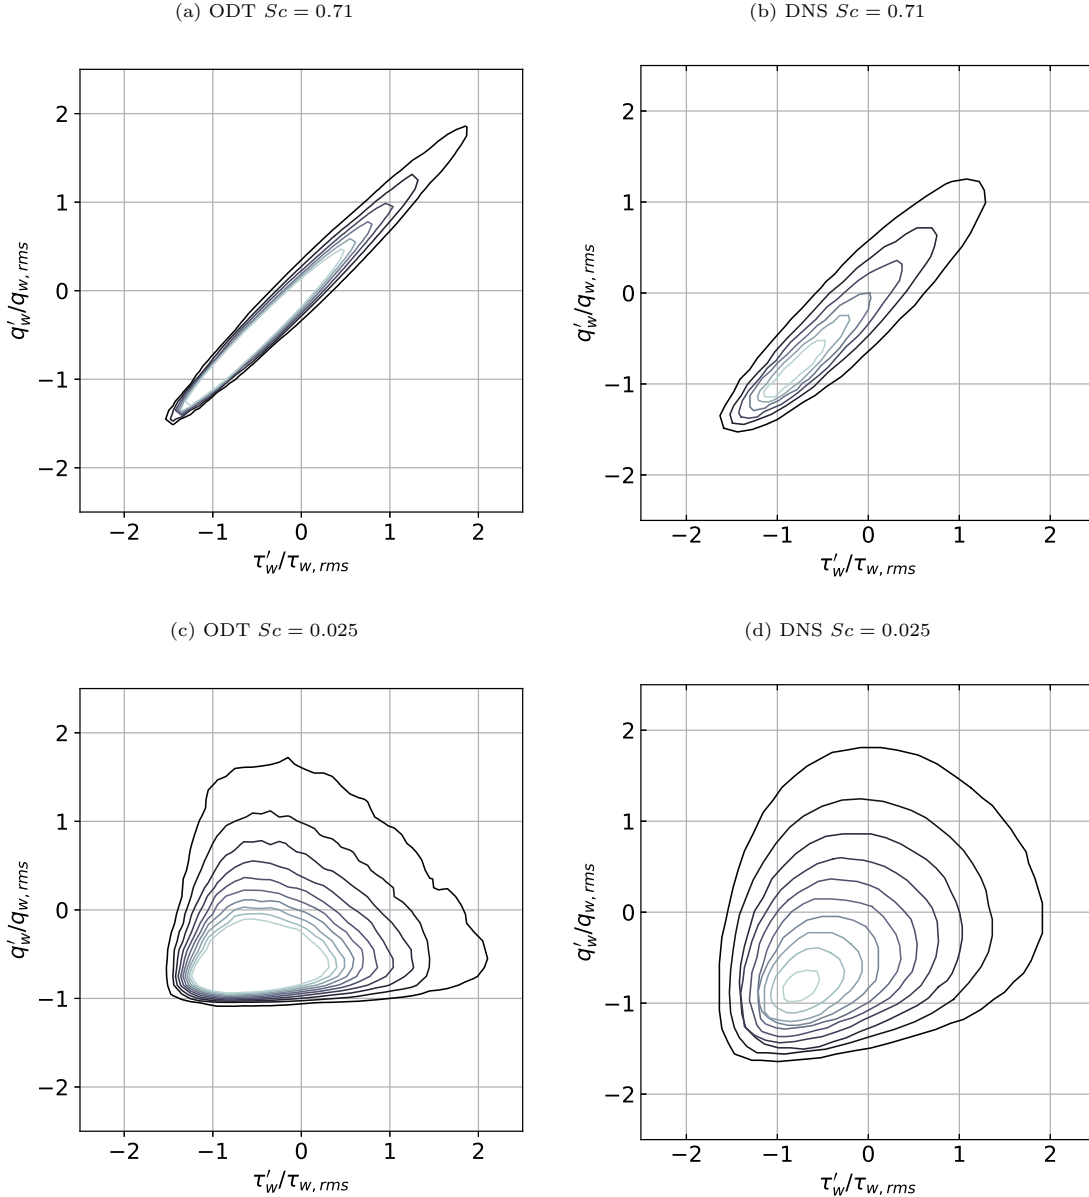 (a) ODT Sc = 0.71
(b) DNS Sc = 0.71
2
1
0
−1
−2
q′w/qw, rms
−2 −1 0 1 2
τ′w/τw, rms
2
1
0
−1
−2
q′w/qw, rms
−2 −1 0 1 2
τ′w/τw, rms
(c) ODT Sc = 0.025
(d) DNS Sc = 0.025
2
1
0
−1
−2
q′w/qw, rms
−2 −1 0 1 2
τ′w/τw, rms
2
1
0
−1
−2
q′w/qw, rms
−2 −1 0 1 2
τ′w/τw, rms